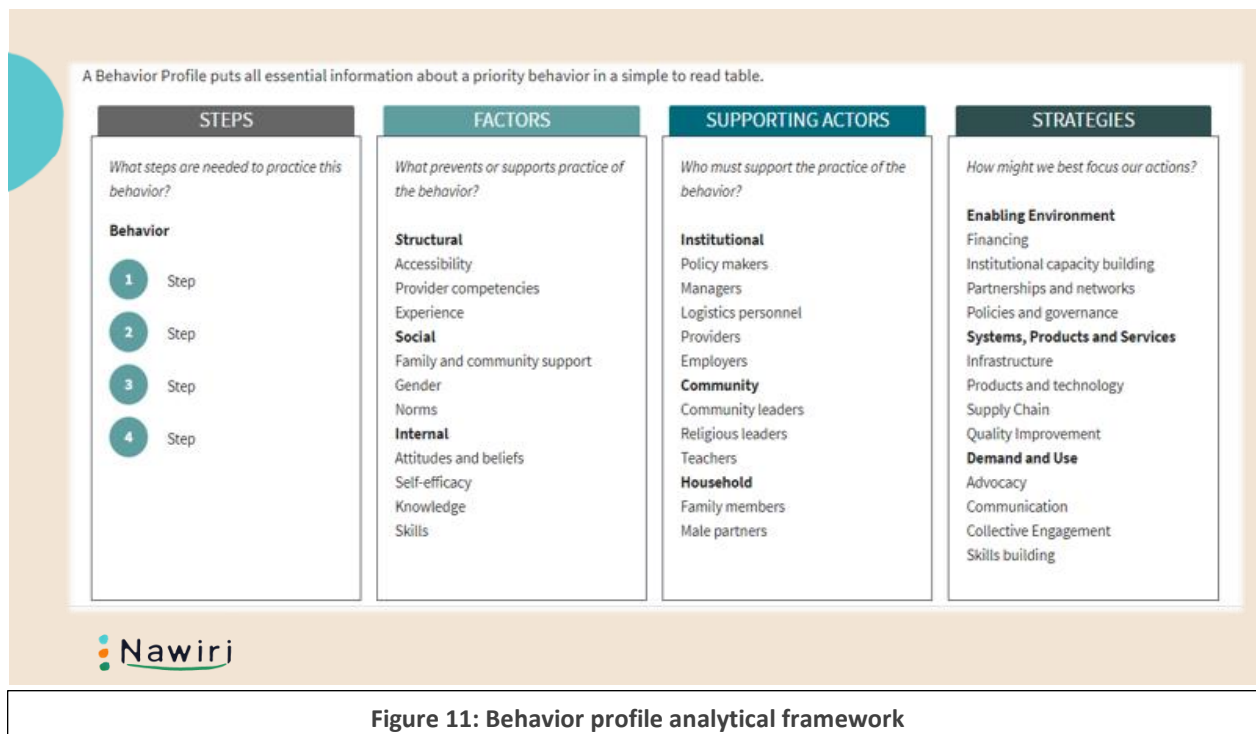 A Behavior Profile puts all essential information about a priority behavior in a simple to read table.
STEPS
What steps are needed to practice this
behavior?
Behavior
1 Step
2 Step
3 Step
4 Step
FACTORS
What prevents or supports practice of
the behavior?
Structural
Accessibility
Provider competencies
Experience
Social
Family and community support
Gender
Norms
Internal
Attitudes and beliefs
Self-efficacy
Knowledge
Skills
SUPPORTING ACTORS
Who must support the practice of the
behavior?
Institutional
Policy makers
Managers
Logistics personnel
Providers
Employers
Community
Community leaders
Religious leaders
Teachers
Household
Family members
Male partners
STRATEGIES
How might we best focus our actions?
Enabling Environment
Financing
Institutional capacity building
Partnerships and networks
Policies and governance
Systems, Products and Services
Infrastructure
Products and technology
Supply Chain
Quality Improvement
Demand and Use
Advocacy
Communication
Collective Engagement
Skills building
Nawiri
Figure 11: Behavior profile analytical framework